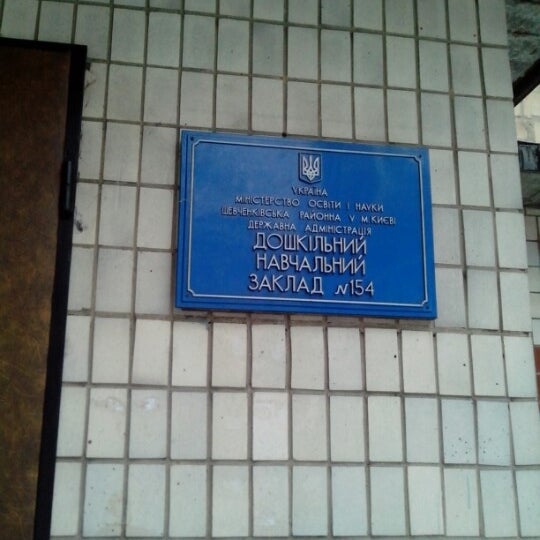 УКРАЇНА
МІНІСТЕРСТВО ОСВІТИ І НАУКИ
ШЕВЧЕНКІВСЬКА РАЙОННА У М.КИЄВІ
ДЕРЖАВНА АДМІНІСТРАЦІЯ
ДОШКІЛЬНИЙ
НАВЧАЛЬНИЙ
ЗАКЛАД №154